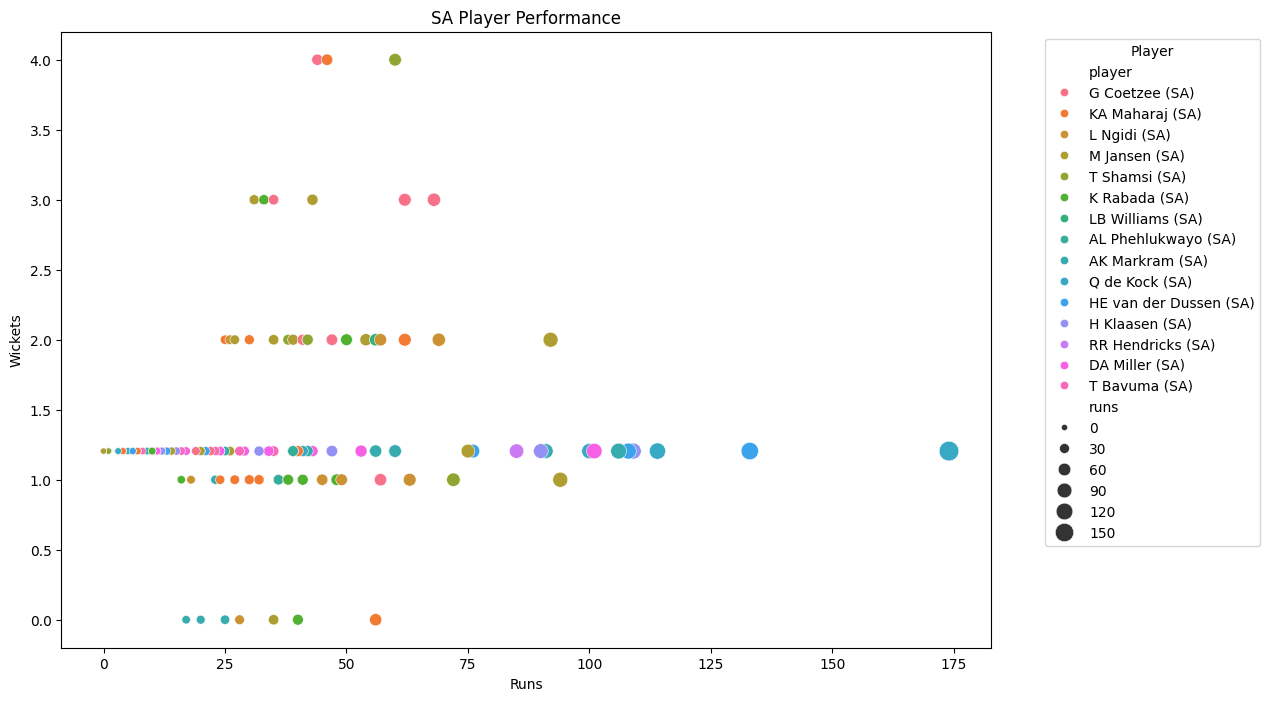 SA Player Performance
4.0
3.5
3.0
2.5
2.0
1.5
1.0
0.5
0.0
Wickets
0
25
50
75
100
125
150
175
Runs
Player
player
G Coetzee (SA)
KA Maharaj (SA)
L Ngidi (SA)
M Jansen (SA)
T Shamsi (SA)
K Rabada (SA)
LB Williams (SA)
AL Phehlukwayo (SA)
AK Markram (SA)
Q de Kock (SA)
HE van der Dussen (SA)
H Klaasen (SA)
RR Hendricks (SA)
DA Miller (SA)
T Bavuma (SA)
runs
0
30
60
90
120
150